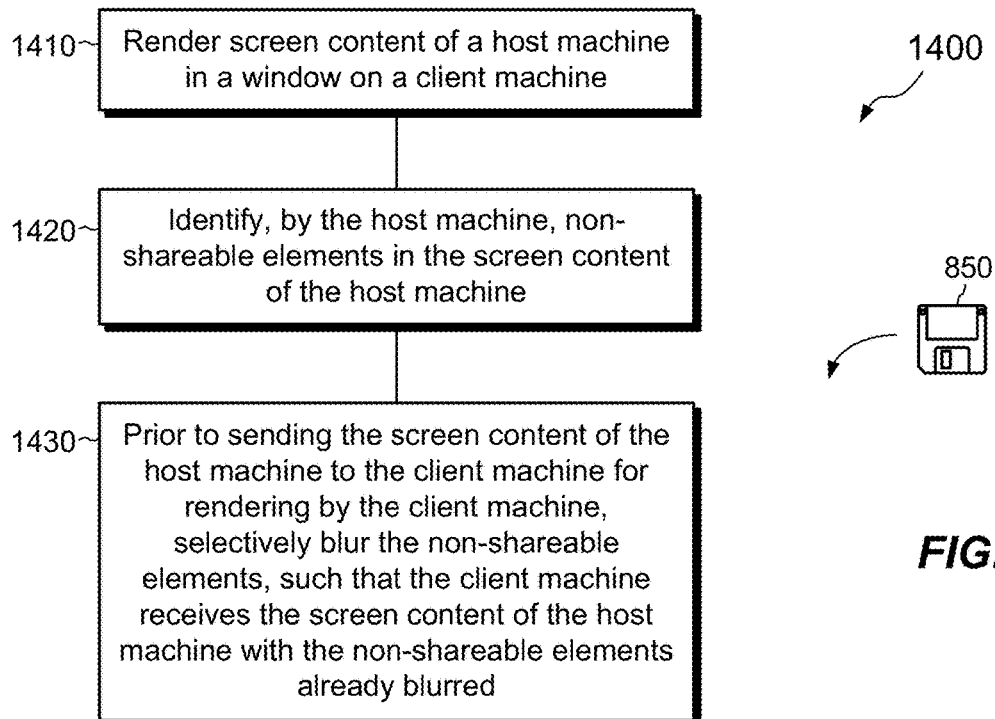 1410
Render screen content of a host machine
in a window on a client machine
1400
1420
Identify, by the host machine, non-
shareable elements in the screen content
of the host machine
850
1430
Prior to sending the screen content of the
host machine to the client machine for
rendering by the client machine,
selectively blur the non-shareable
elements, such that the client machine
receives the screen content of the host
machine with the non-shareable elements
already blurred
FIG.